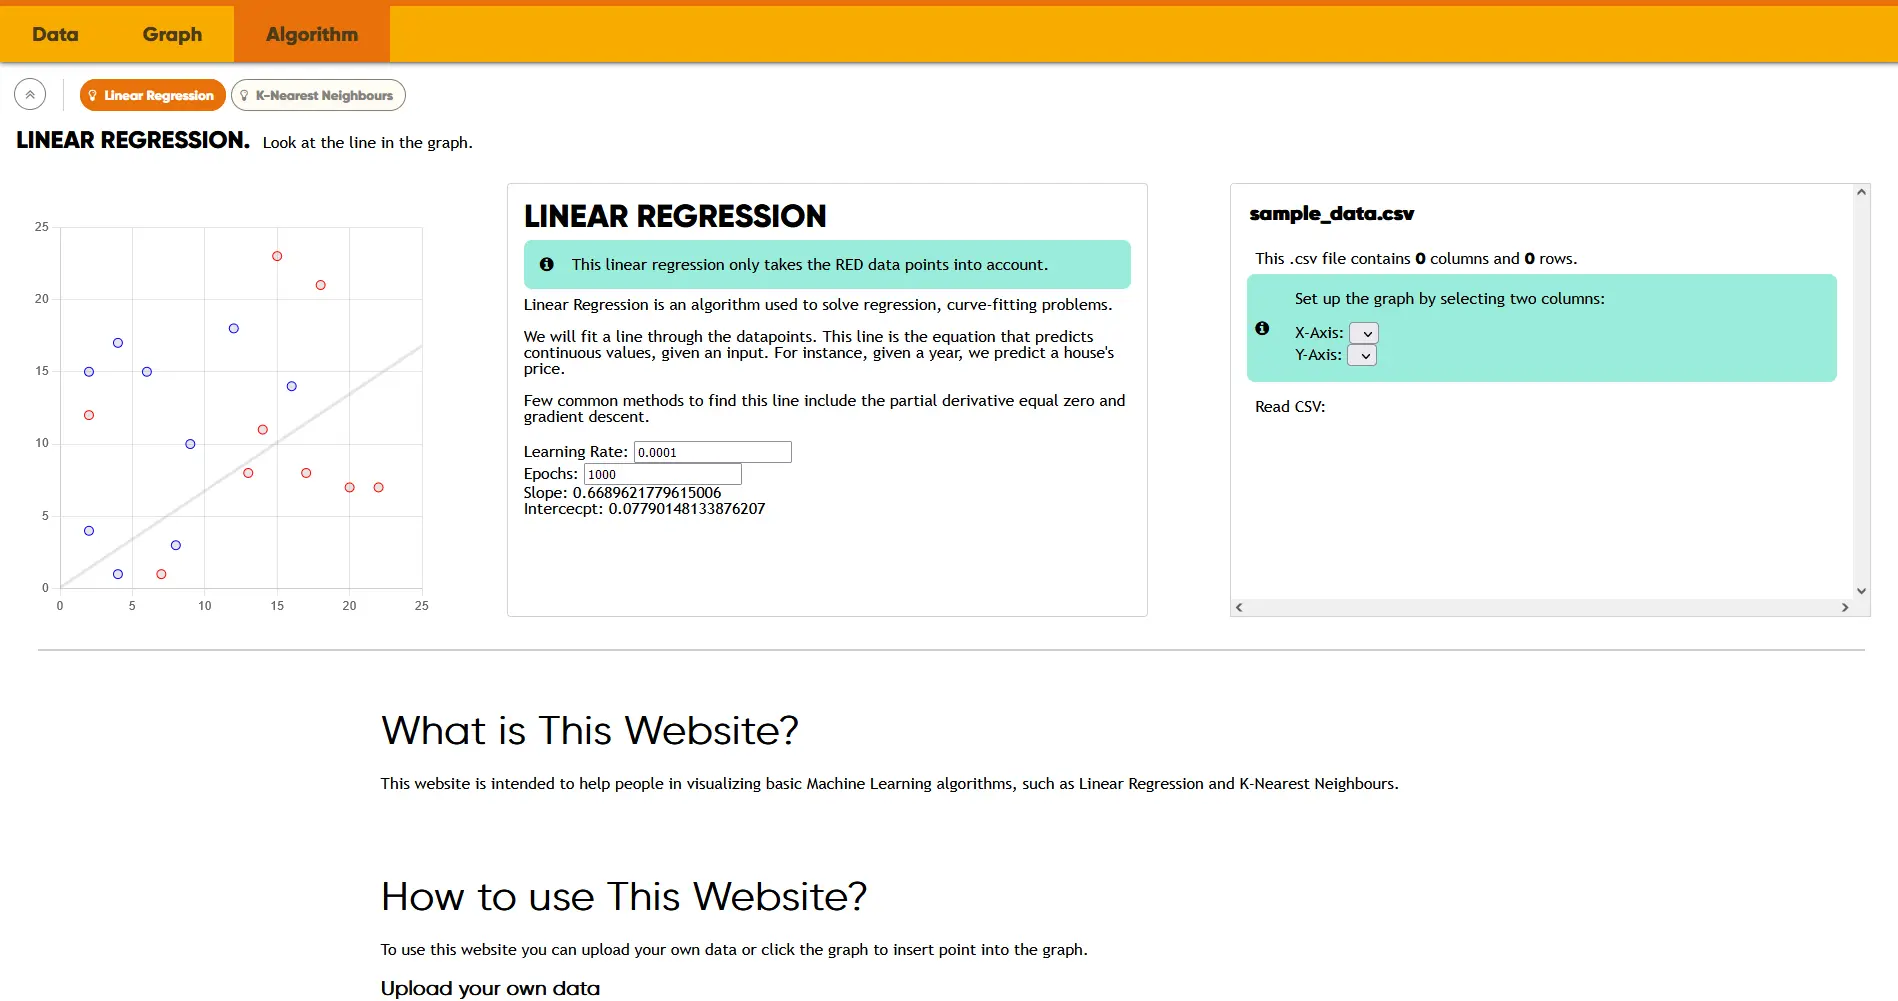 Data Graph Algorithm
Linear Regression K-Nearest Neighbours
LINEAR REGRESSION. Look at the line in the graph.
25
20
15
10
5
0
0 5 10 15 20 25
LINEAR REGRESSION
This linear regression only takes the RED data points into account.
Linear Regression is an algorithm used to solve regression, curve-fitting problems.
We will fit a line through the datapoints. This line is the equation that predicts
continuous values, given an input. For instance, given a year, we predict a house's
price.
Few common methods to find this line include the partial derivative equal zero and
gradient descent.
Learning Rate: 0.0001
Epochs: 1000
Slope: 0.6689621779615006
Intercecpt: 0.07790148133876207
sample_data.csv
This .csv file contains 0 columns and 0 rows.
Set up the graph by selecting two columns:
X-Axis:
Y-Axis:
Read CSV:
What is This Website?
This website is intended to help people in visualizing basic Machine Learning algorithms, such as Linear Regression and K-Nearest Neighbours.
How to use This Website?
To use this website you can upload your own data or click the graph to insert point into the graph.
Upload your own data